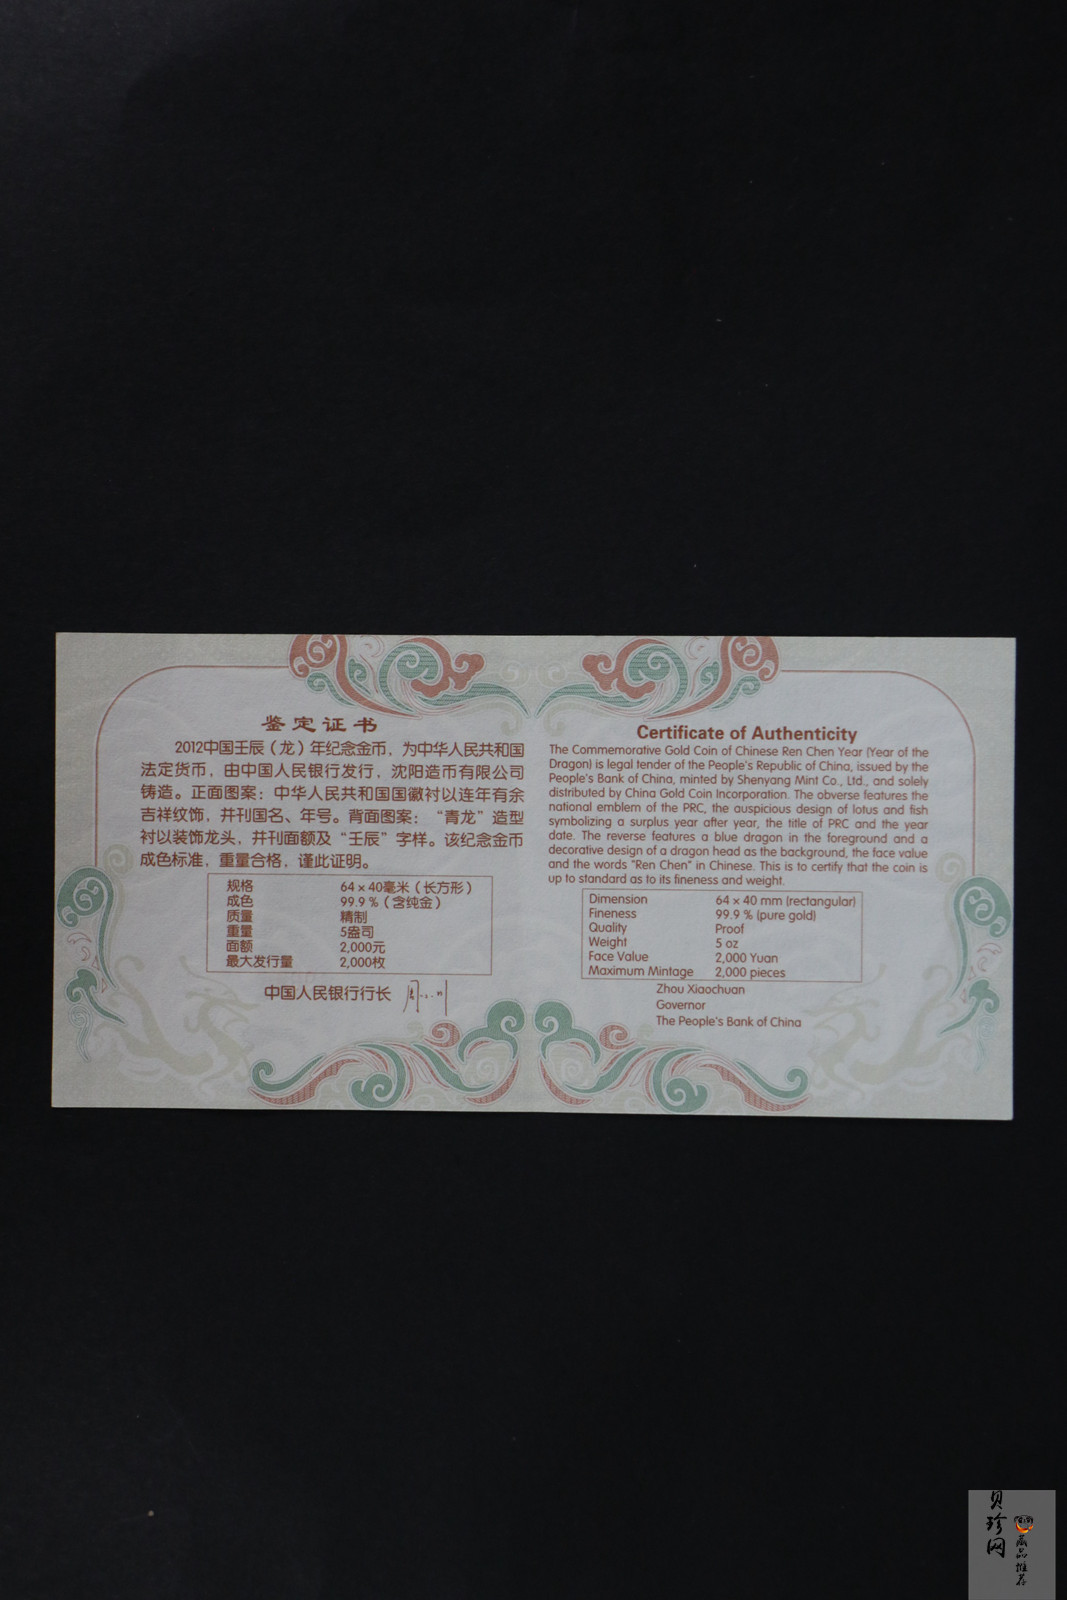 鉴定证书
2012中国壬辰（龙）年纪念金币，为中华人民共和国
法定货币，由中国人民银行发行，沈阳造币有限公司
铸造。正面图案：中华人民共和国国徽衬以连年有余
吉祥纹饰，并刊国名、年号。背面图案：“青龙”造型
衬以装饰龙头，并刊面额及“壬辰”字样。该纪念金币
成色标准，重量合格，谨此证明。
规格 64×40毫米（长方形）
成色 99.9%（含纯金）
质量 精制
重量 5盎司
面额 2,000元
最大发行量 2,000枚
中国人民银行行长
Certificate of Authenticity
The Commemorative Gold Coin of Chinese Ren Chen Year (Year of the
Dragon) is legal tender of the People's Republic of China, issued by the
People's Bank of China, minted by Shenyang Mint Co., Ltd., and solely
distributed by China Gold Coin Incorporation. The obverse features the
national emblem of the PRC, the auspicious design of lotus and fish
symbolizing a surplus year after year, the title of PRC and the year
date. The reverse features a blue dragon in the foreground and a
decorative design of a dragon head as the background, the face value
and the words "Ren Chen" in Chinese. This is to certify that the coin is
up to standard as to its fineness and weight.
Dimension 64×40 mm (rectangular)
Fineness 99.9 % (pure gold)
Quality Proof
Weight 5 oz
Face Value 2,000 Yuan
Maximum Mintage 2,000 pieces
Zhou Xiaochuan
Governor
The People's Bank of China
贝珍网
藏品推荐